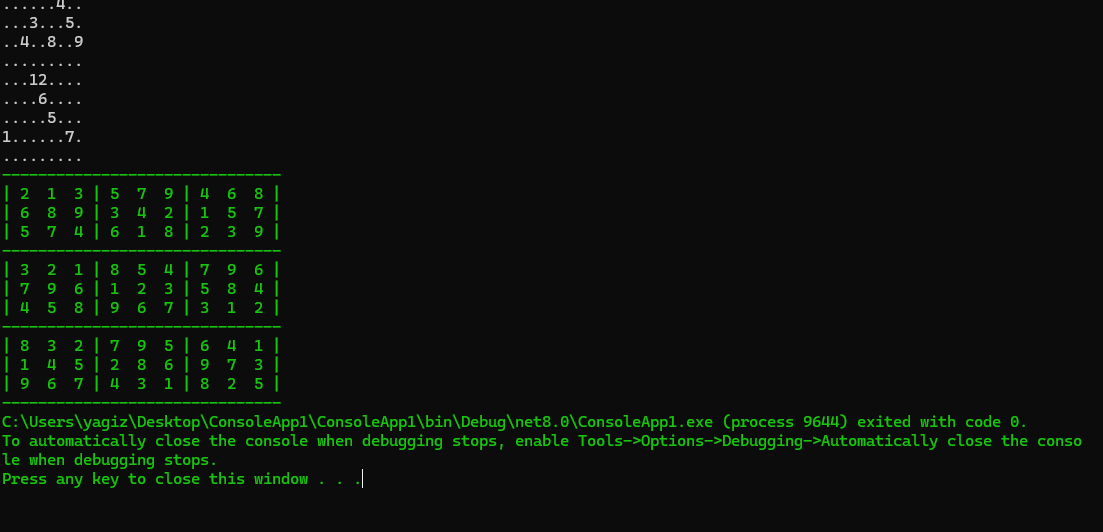 ......4..
...3...5.
..4..8..9
.........
...12....
....6....
.....5...
1......7.
.........
-------------------------------
| 2  1  3 | 5  7  9 | 4  6  8 |
| 6  8  9 | 3  4  2 | 1  5  7 |
| 5  7  4 | 6  1  8 | 2  3  9 |
-------------------------------
| 3  2  1 | 8  5  4 | 7  9  6 |
| 7  9  6 | 1  2  3 | 5  8  4 |
| 4  5  8 | 9  6  7 | 3  1  2 |
-------------------------------
| 8  3  2 | 7  9  5 | 6  4  1 |
| 1  4  5 | 2  8  6 | 9  7  3 |
| 9  6  7 | 4  3  1 | 8  2  5 |
-------------------------------
C:\Users\yagiz\Desktop\ConsoleApp1\ConsoleApp1\bin\Debug\net8.0\ConsoleApp1.exe (process 9644) exited with code 0.
To automatically close the console when debugging stops, enable Tools->Options->Debugging->Automatically close the conso
le when debugging stops.
Press any key to close this window . . .